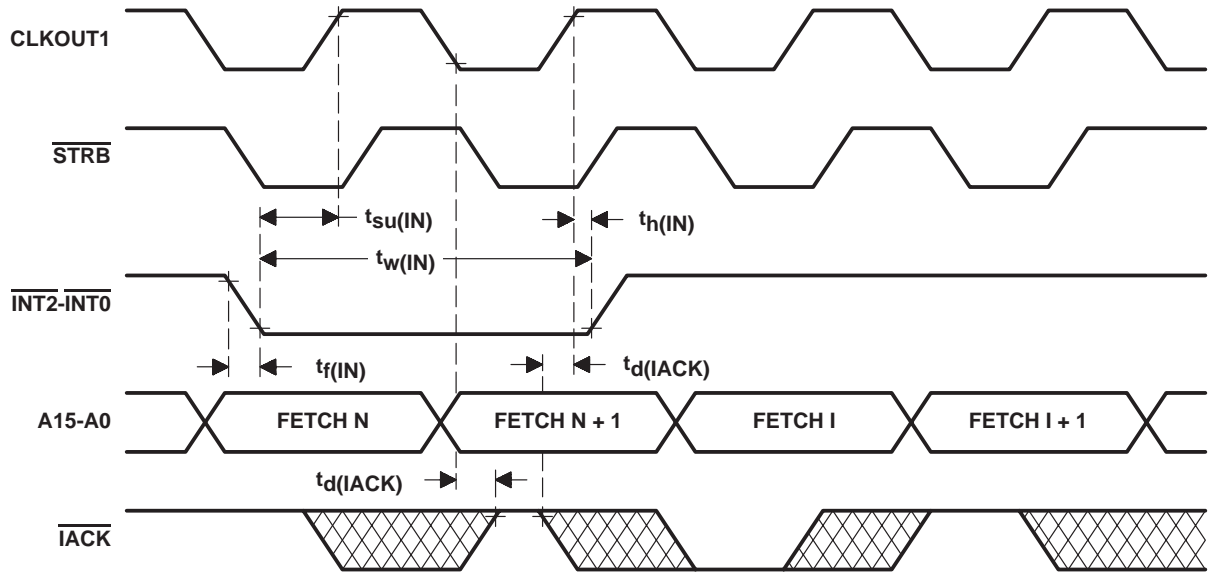 CLKOUT1
STRB
tsu(IN)
th(IN)
tw(IN)
INT2-INT0
tf(IN)
td(IACK)
A15-A0
FETCH N
FETCH N + 1
FETCH I
FETCH I + 1
td(IACK)
IACK